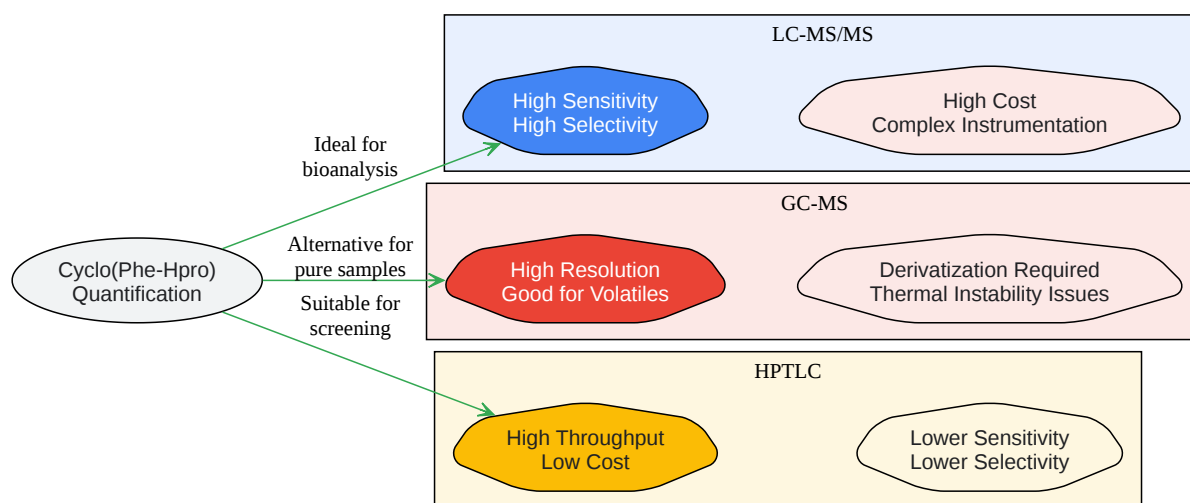 LC-MS/MS
High Sensitivity
High Selectivity
High Cost
Complex Instrumentation
Ideal for
bioanalysis
GC-MS
Cyclo(Phe-Hpro)
Quantification
Alternative for
pure samples
High Resolution
Good for Volatiles
Derivatization Required
Thermal Instability Issues
Suitable for
screening
HPTLC
High Throughput
Low Cost
Lower Sensitivity
Lower Selectivity